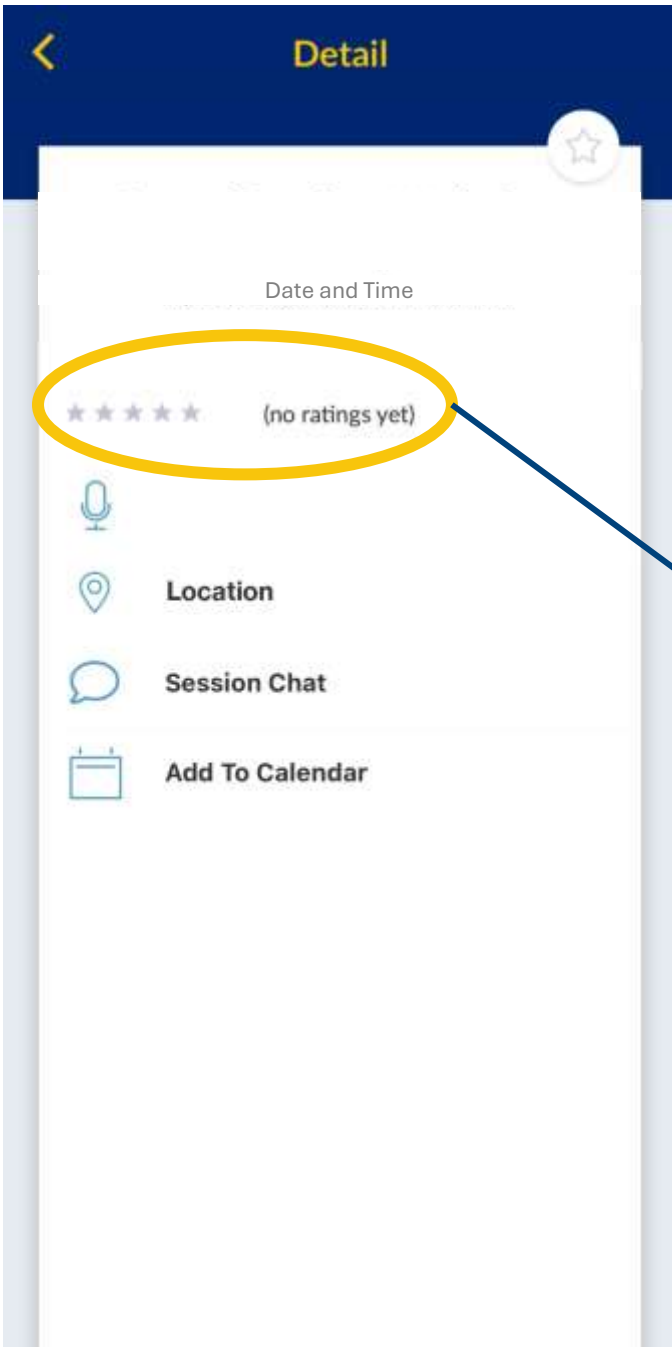 Detail
Date and Time
(no ratings yet)
Location
Session Chat
Add To Calendar